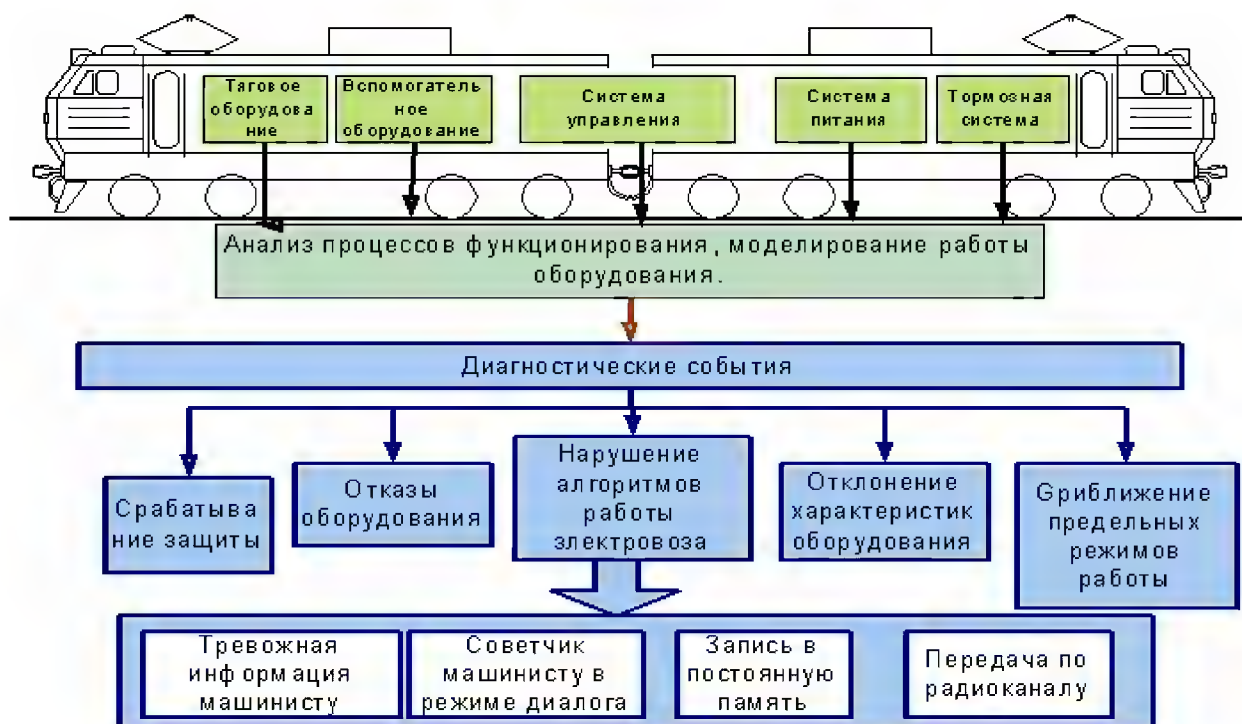 Тяговое
оборудова
ние
Вспомогатель
ное
оборудование
Система
управления
Система
питания
Тормозная
система
Анализ процессов функционирования, моделирование работы
оборудования.
Диагностические события
Срабатыва
ние защиты
Отказы
оборудования
Нарушение
алгоритмов
работы
злектровоза
Отклонение
характеристик
оборудования
Gриближение
предельных
режимов
работы
Тревожная
информация
машинисту
Советчик
машинисту в
режиме диалога
Запись в
постоянную
память
Передача по
радиоканалу